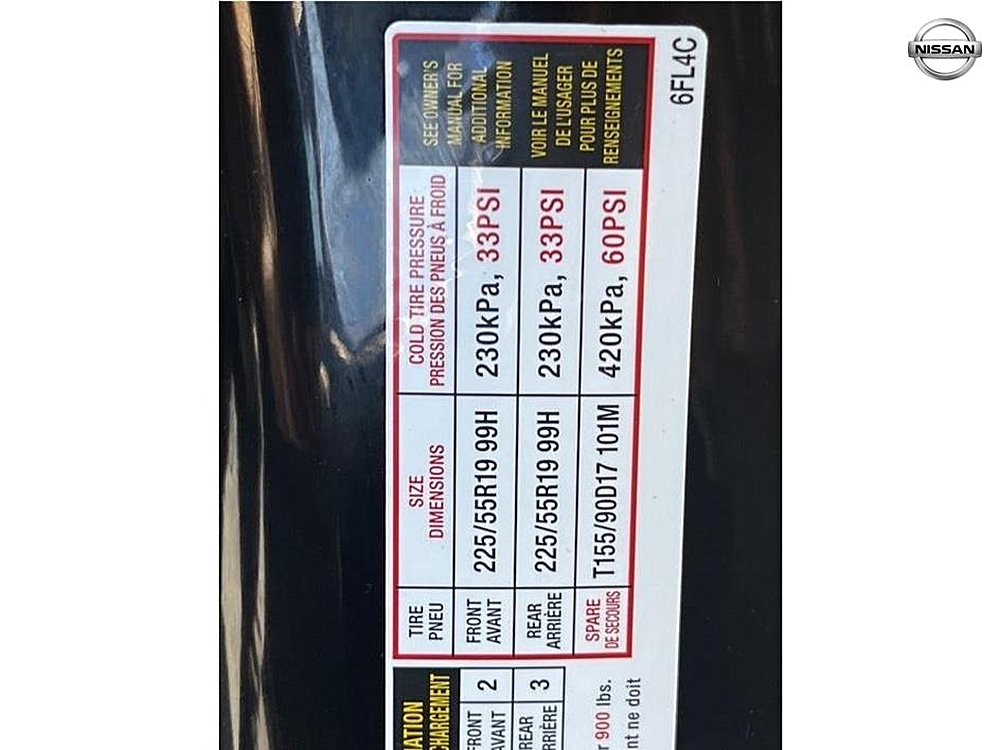 NISSAN
TIRE
PNEU
SIZE
DIMENSIONS
COLD TIRE PRESSURE
PRESSION DES PNEUS À FROID
SEE OWNER'S
MANUAL FOR
ADDITIONAL
INFORMATION
FRONT
AVANT
225/55R19 99H
230kPa, 33PSI
REAR
ARRIÈRE
225/55R19 99H
230kPa, 33PSI
VOIR LE MANUEL
DE L'USAGER
POUR PLUS DE
RENSEIGNEMENTS
SPARE
DE SECOURS
T155/90D17 101M
420kPa, 60PSI
6FL4C
FRONT
AVANT
2
REAR
3
900 lbs.
nt ne doit